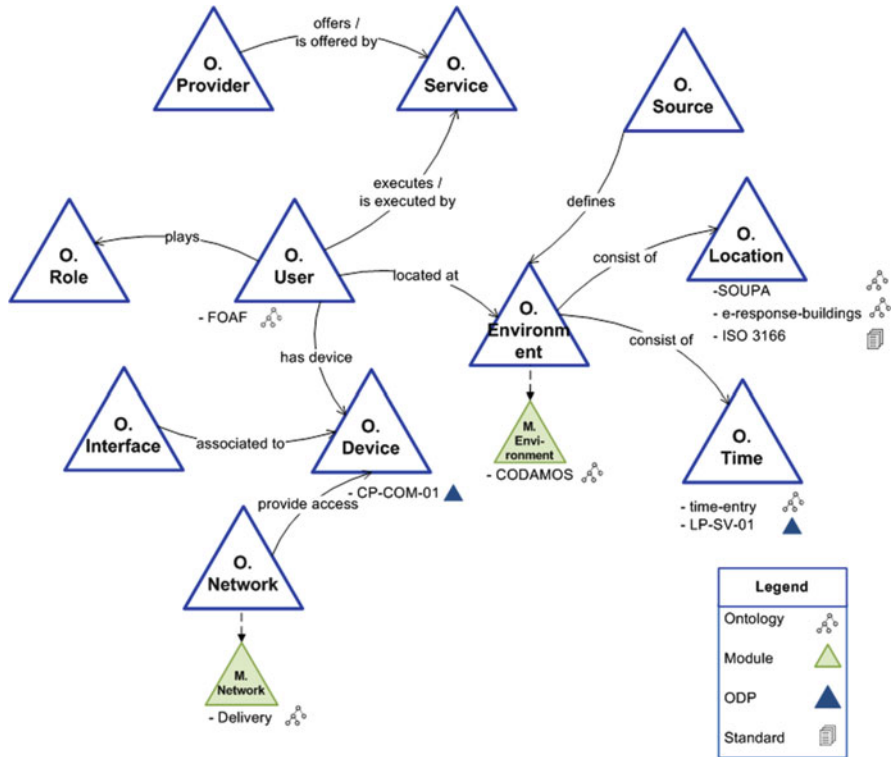 offers /
is offered by
O.
Provider
O.
Service
O.
Source
executes /
is executed by
defines
O.
Role
plays
O.
User
- FOAF
located at
consist of
O.
Location
-SOUPA
- e-response-buildings
- ISO 3166
O.
Environm
ent
consist of
has device
O.
Interface
associated to
O.
Device
- CP-COM-01
M.
Envi-
ronment
- CODAMOS
O.
Time
- time-entry
- LP-SV-01
provide access
O.
Network
M.
Network
- Delivery
Legend
Ontology
Module
ODP
Standard